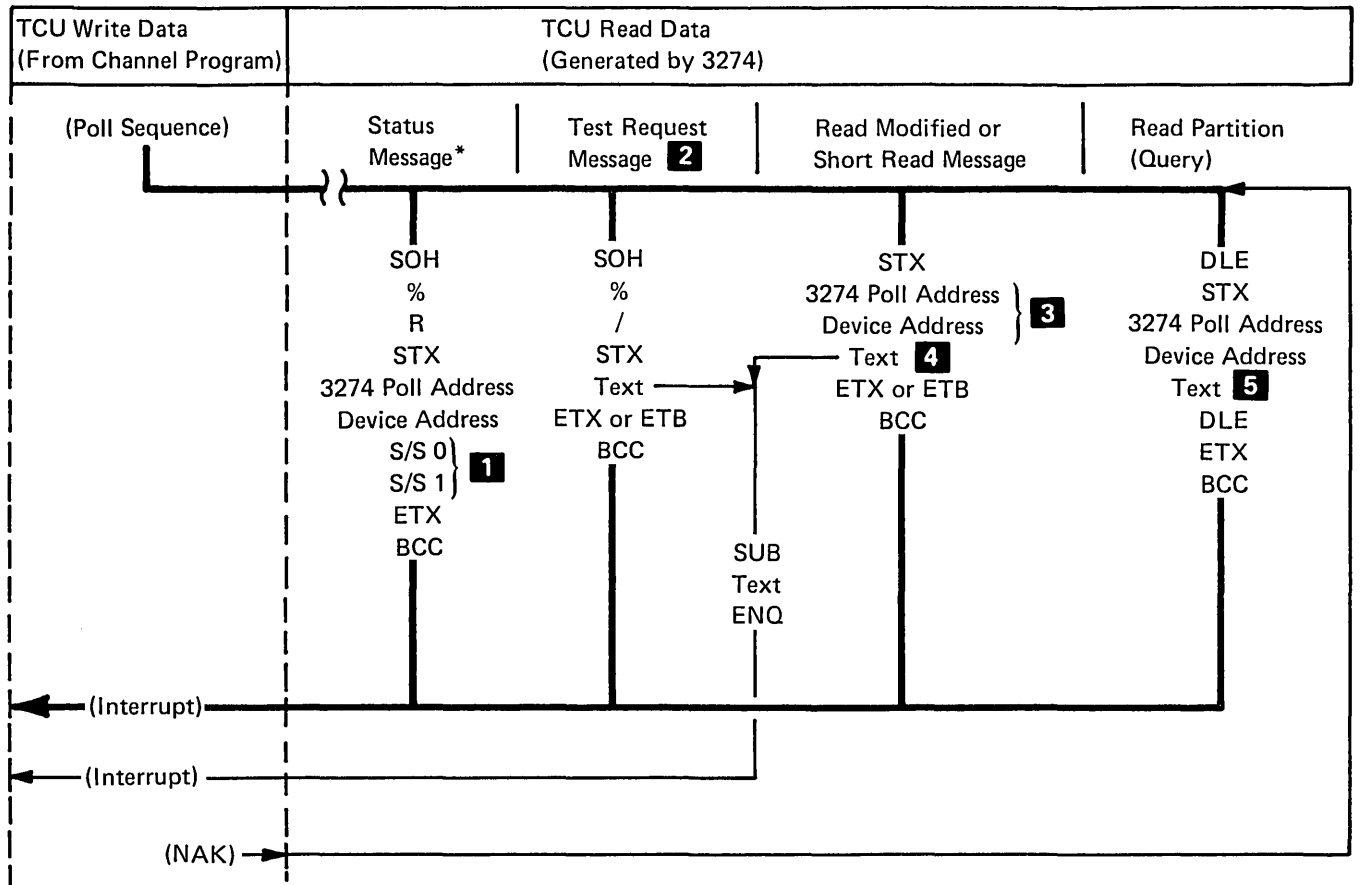 TCU Write Data
(From Channel Program)
TCU Read Data
(Generated by 3274)
(Poll Sequence)
Status
Message*
Test Request
Message 2
Read Modified or
Short Read Message
Read Partition
(Query)
SOH
%
R
STX
3274 Poll Address
Device Address
S/S 0
S/S 1
1
ETX
BCC
SOH
%
/
STX
Text
ETX or ETB
BCC
SUB
Text
ENQ
STX
3274 Poll Address
Device Address
3
Text 4
ETX or ETB
BCC
DLE
STX
3274 Poll Address
Device Address
Text 5
DLE
ETX
BCC
(Interrupt)
(Interrupt)
(NAK)